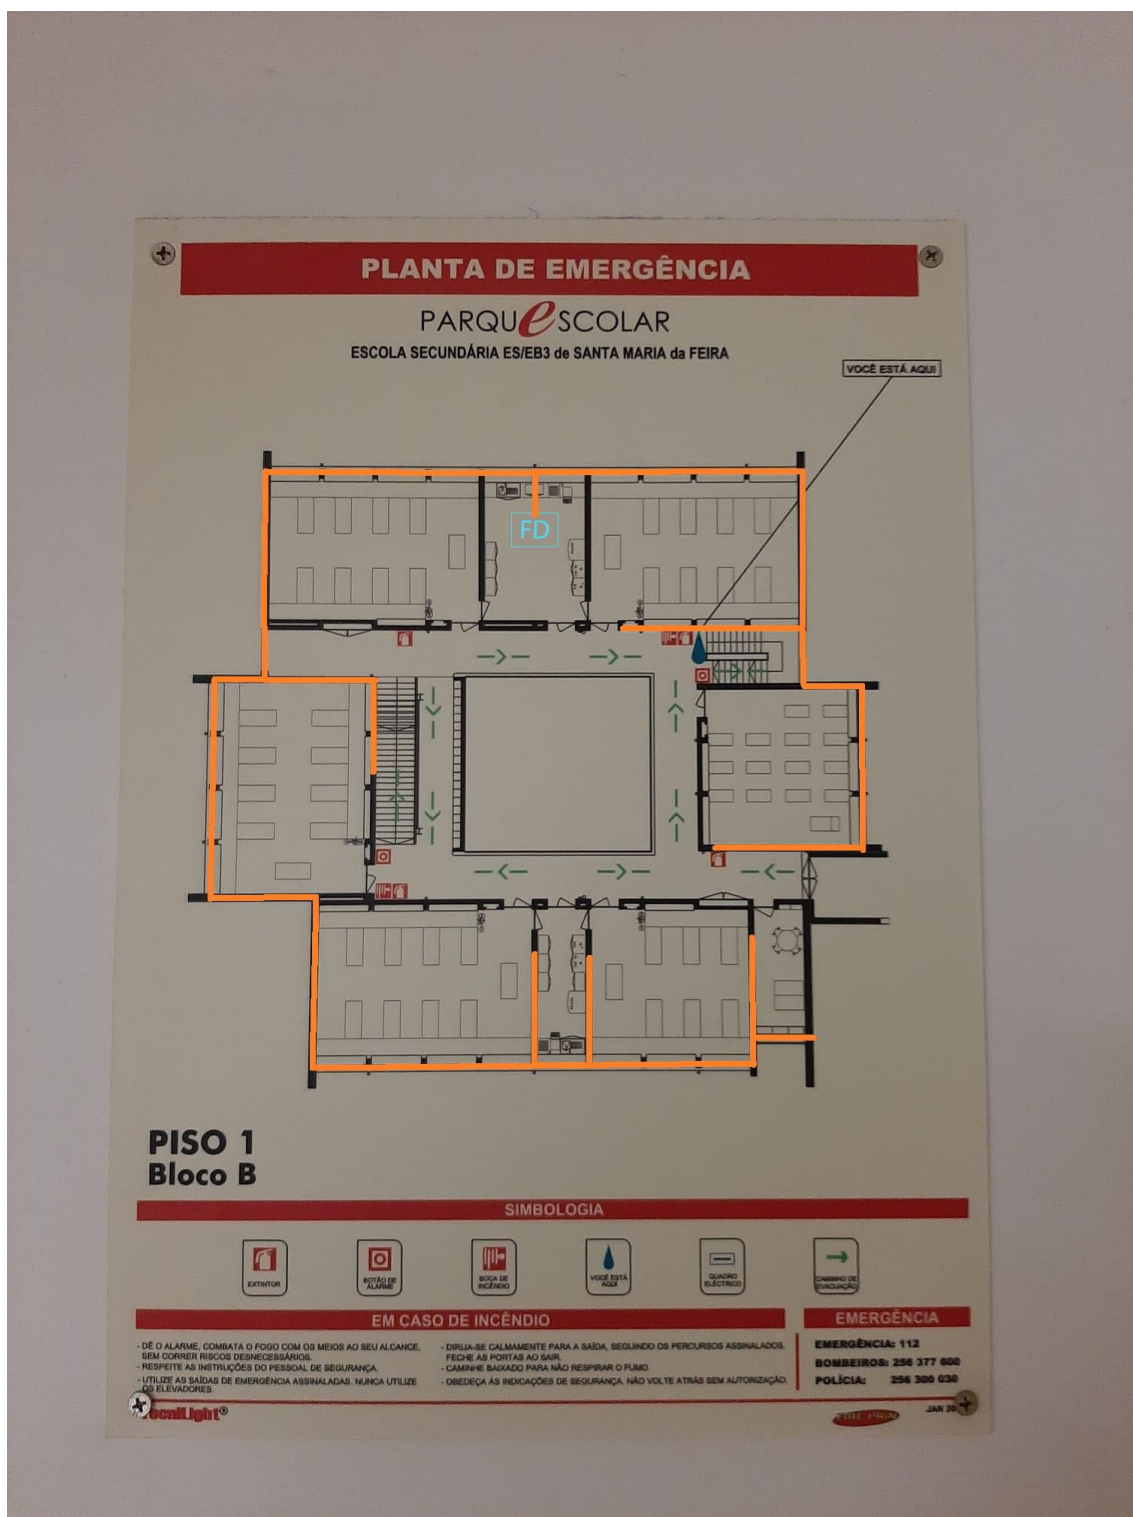 PLANTA DE EMERGÊNCIA
PARQUeSCOLAR
ESCOLA SECUNDÁRIA ES/EB3 de SANTA MARIA da FEIRA
VOCÊ ESTÁ AQUI
FD
PISO 1
Bloco B
SIMBOLOGIA
EXTINTOR
BOTÃO DE ALARME
BOCA DE INCÊNDIO
VOCÊ ESTÁ AQUI
QUADRO ELÉCTRICO
CAMINHO DE EVACUAÇÃO
EM CASO DE INCÊNDIO
- DÊ O ALARME, COMBATA O FOGO COM OS MEIOS AO SEU ALCANCE,
SEM CORRER RISCOS DESNECESSÁRIOS.
- RESPEITE AS INSTRUÇÕES DO PESSOAL DE SEGURANÇA.
- UTILIZE AS SAÍDAS DE EMERGÊNCIA ASSINALADAS. NUNCA UTILIZE
OS ELEVADORES.
- DIRIJA-SE CALMAMENTE PARA A SAÍDA, SEGUINDO OS PERCURSOS ASSINALADOS.
FECHE AS PORTAS AO SAIR.
- CAMINHE BAIXADO PARA NÃO RESPIRAR O FUMO.
- OBEDEÇA ÀS INDICAÇÕES DE SEGURANÇA. NÃO VOLTE ATRÁS SEM AUTORIZAÇÃO.
EMERGÊNCIA
EMERGÊNCIA: 112
BOMBEIROS: 256 377 600
POLÍCIA: 256 300 030
TecniLight®
JAN 20